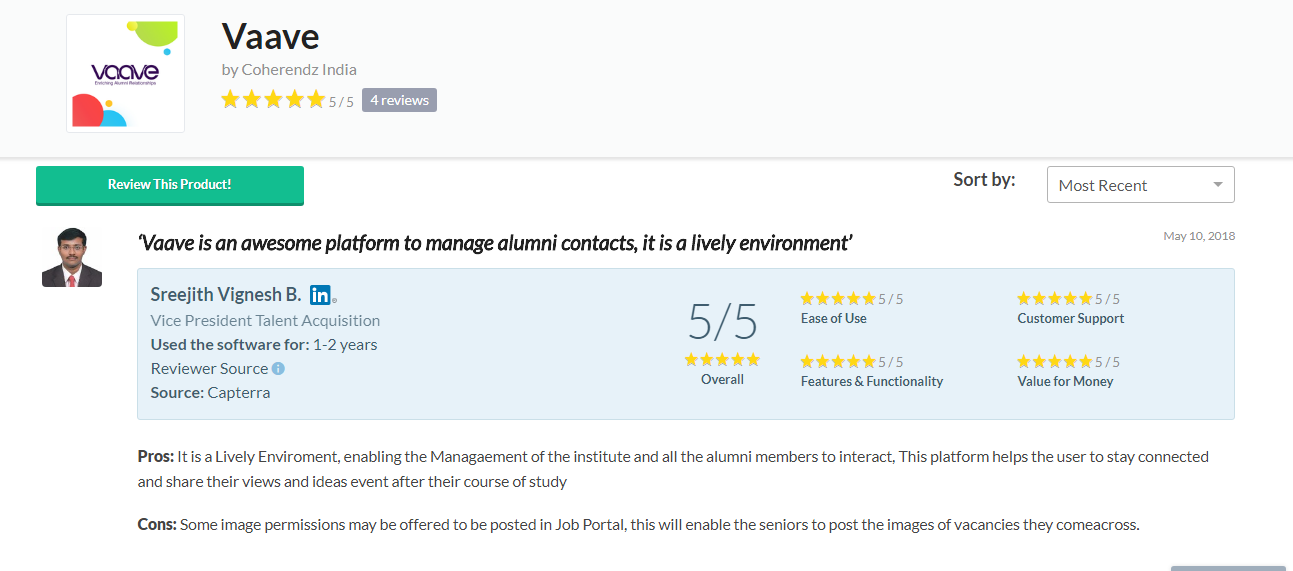 vaave
Enriching Alumni Relationships
Vaave
by Coherendz India
5 / 5
4 reviews
Review This Product!
Sort by:
Most Recent
‘Vaave is an awesome platform to manage alumni contacts, it is a lively environment’
May 10, 2018
Sreejith Vignesh B.
in
Vice President Talent Acquisition
Used the software for: 1-2 years
Reviewer Source
Source: Capterra
5/5
Overall
5 / 5
Ease of Use
5 / 5
Customer Support
5 / 5
Features & Functionality
5 / 5
Value for Money
Pros: It is a Lively Enviroment, enabling the Managaement of the institute and all the alumni members to interact, This platform helps the user to stay connected
and share their views and ideas event after their course of study
Cons: Some image permissions may be offered to be posted in Job Portal, this will enable the seniors to post the images of vacancies they comeacross.